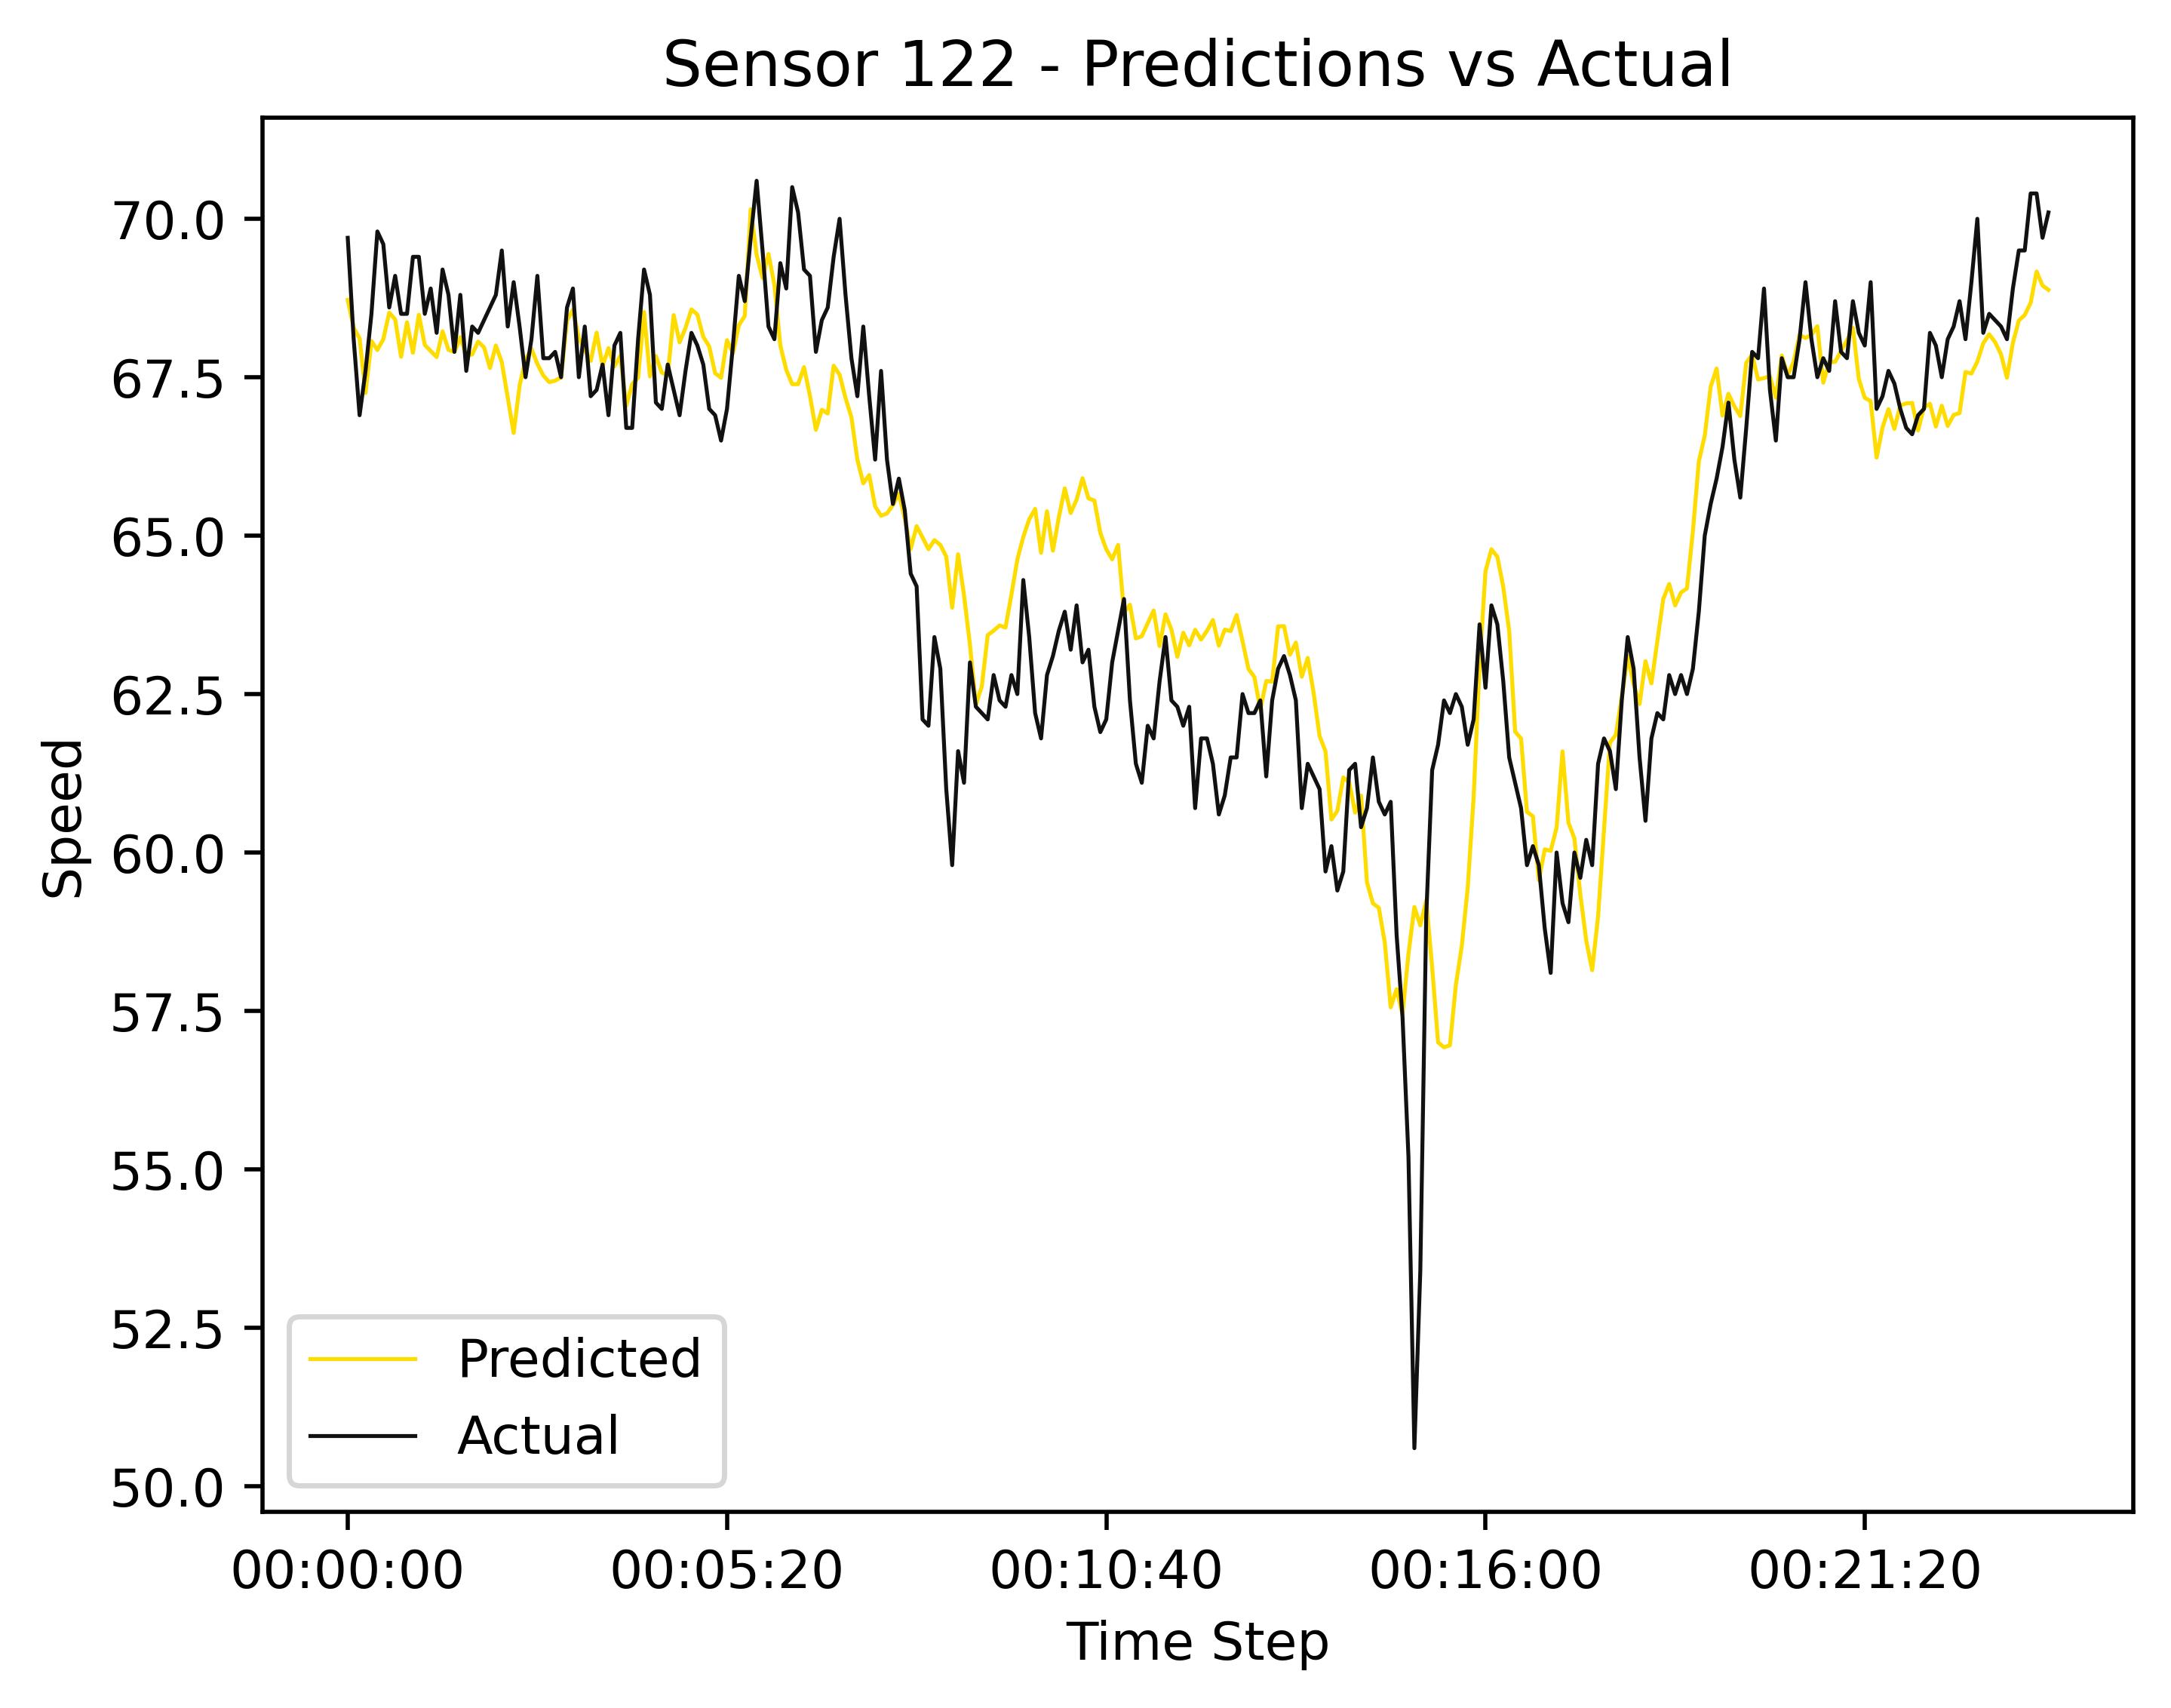 Sensor 122 - Predictions vs Actual
70.0
67.5
65.0
62.5
60.0
57.5
55.0
52.5
50.0
Speed
Predicted
Actual
00:00:00 00:05:20 00:10:40 00:16:00 00:21:20
Time Step